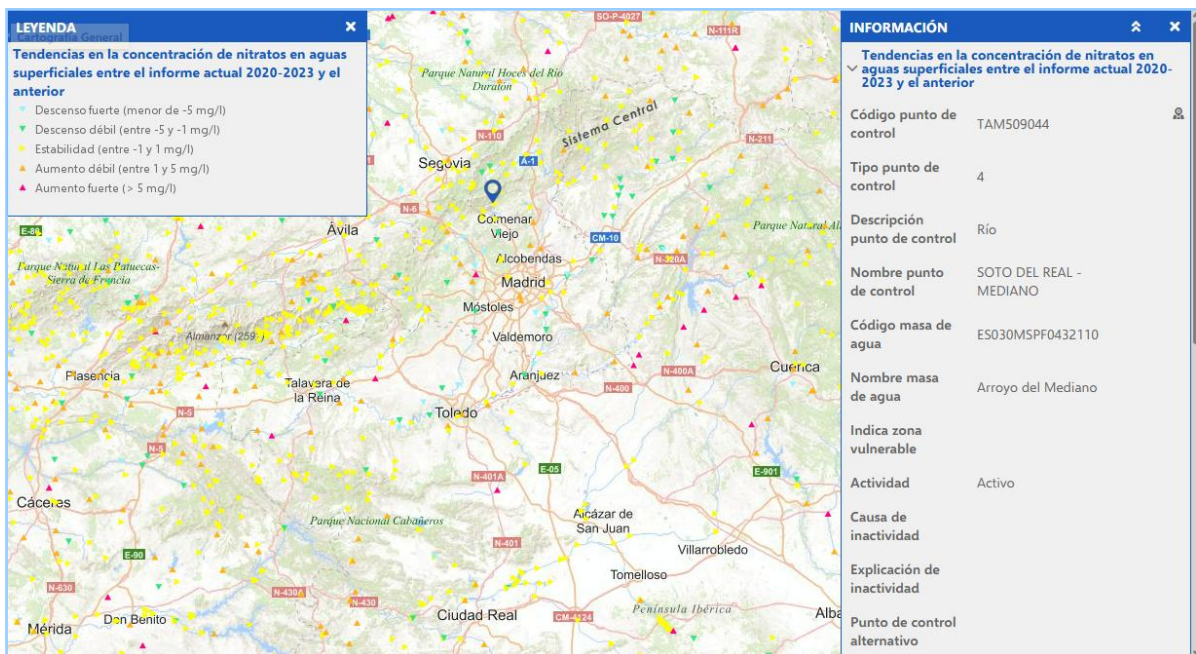 LEYENDA
Cartografía General
Tendencias en la concentración de nitratos en aguas
superficiales entre el informe actual 2020-2023 y el
anterior
Descenso fuerte (menor de -5 mg/l)
Descenso débil (entre -5 y -1 mg/l)
Estabilidad (entre -1 y 1 mg/l)
Aumento débil (entre 1 y 5 mg/l)
Aumento fuerte (> 5 mg/l)
SO-P-4027
N-111R
Parque Natural Hoces del Río
Duratón
Sistema Central
N-110
N-211
Segovia
A-1
N-6
Colmenar
Viejo
E-80
Ávila
CM-10
Parque Natural Al
Alcobendas
N-320A
Parque Natural Las Batuecas-
Sierra de Francia
Madrid
Móstoles
Almanzor (259
Valdemoro
Plasencia
Talavera de
la Reina
Aranjuez
N-400A
Cuenca
N-400
N-5
Toledo
N-5
N-401A
E-05
E-901
Cáceres
Parque Nacional Cabañeros
Alcázar de
San Juan
N-401
Villarrobledo
E-90
Tomelloso
N-630
N-430A
N-430
Don Benito
Ciudad Real
CM-4124
Península Ibérica
Alba
Mérida
INFORMACIÓN
Tendencias en la concentración de nitratos en
aguas superficiales entre el informe actual 2020-
2023 y el anterior
Código punto de
control
TAM509044
Tipo punto de
control
4
Descripción
punto de control
Río
Nombre punto
de control
SOTO DEL REAL -
MEDIANO
Código masa de
agua
ES030MSPF0432110
Nombre masa
de agua
Arroyo del Mediano
Indica zona
vulnerable
Actividad
Activo
Causa de
inactividad
Explicación de
inactividad
Punto de control
alternativo